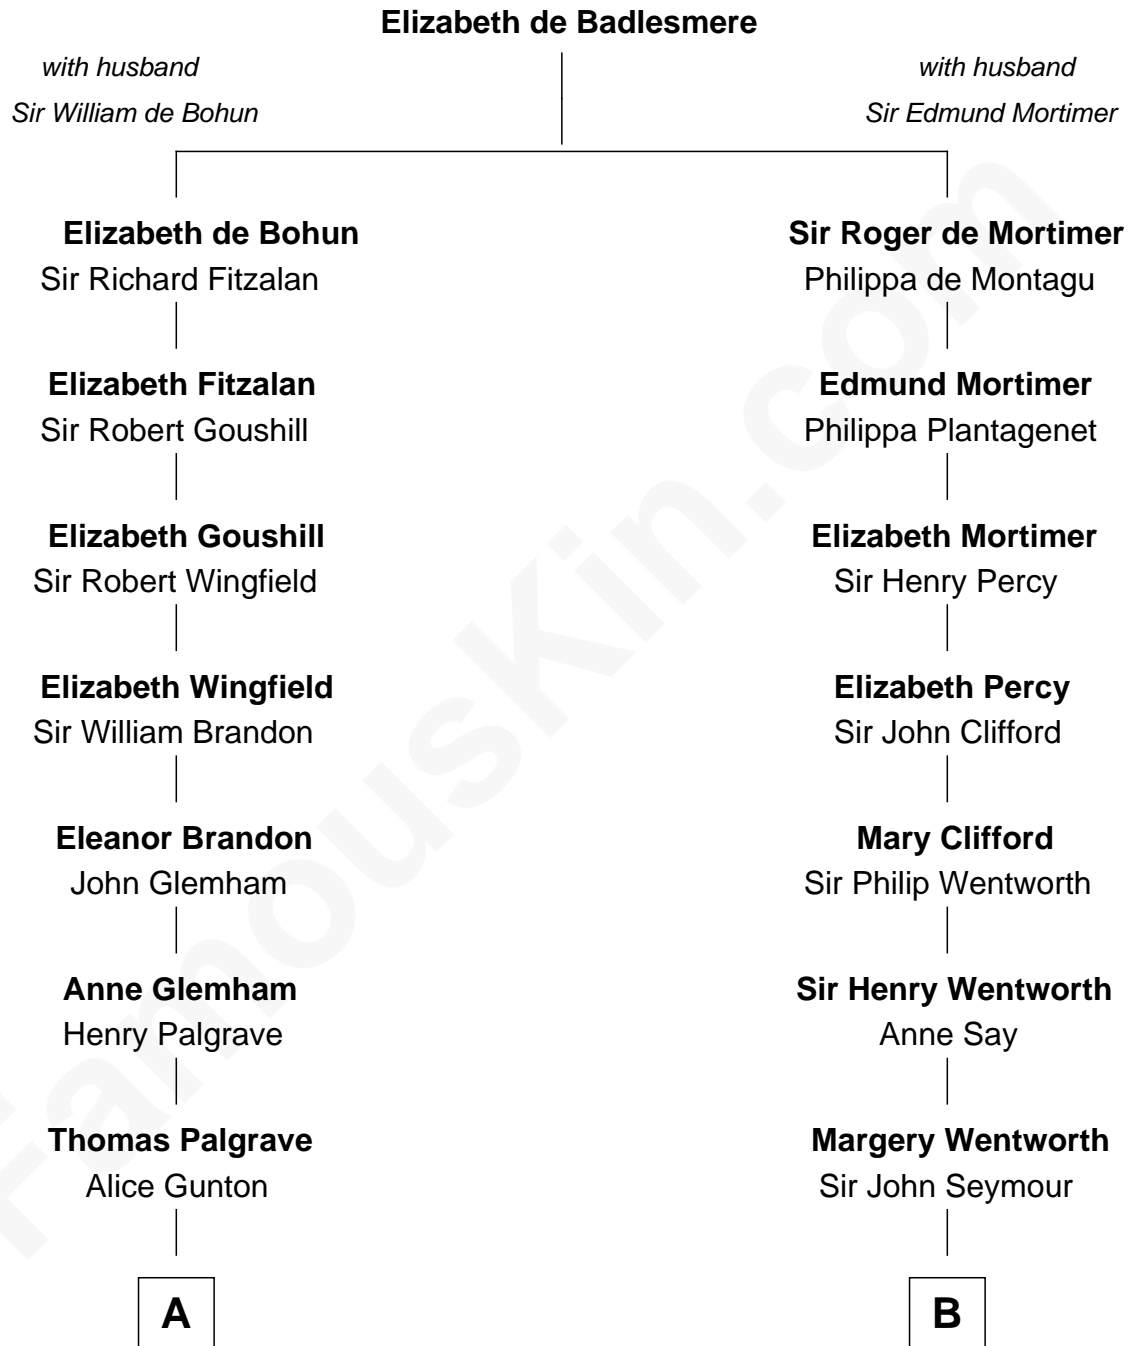 Elizabeth de Badlesmere
with husband
Sir William de Bohun
with husband
Sir Edmund Mortimer
Elizabeth de Bohun
Sir Richard Fitzalan
Sir Roger de Mortimer
Philippa de Montagu
Elizabeth Fitzalan
Sir Robert Goushill
Edmund Mortimer
Philippa Plantagenet
Elizabeth Goushill
Sir Robert Wingfield
Elizabeth Mortimer
Sir Henry Percy
Elizabeth Wingfield
Sir William Brandon
Elizabeth Percy
Sir John Clifford
Eleanor Brandon
John Glemham
Mary Clifford
Sir Philip Wentworth
Anne Glemham
Henry Palgrave
Sir Henry Wentworth
Anne Say
Thomas Palgrave
Alice Gunton
Margery Wentworth
Sir John Seymour
A
B
FamousKin.com